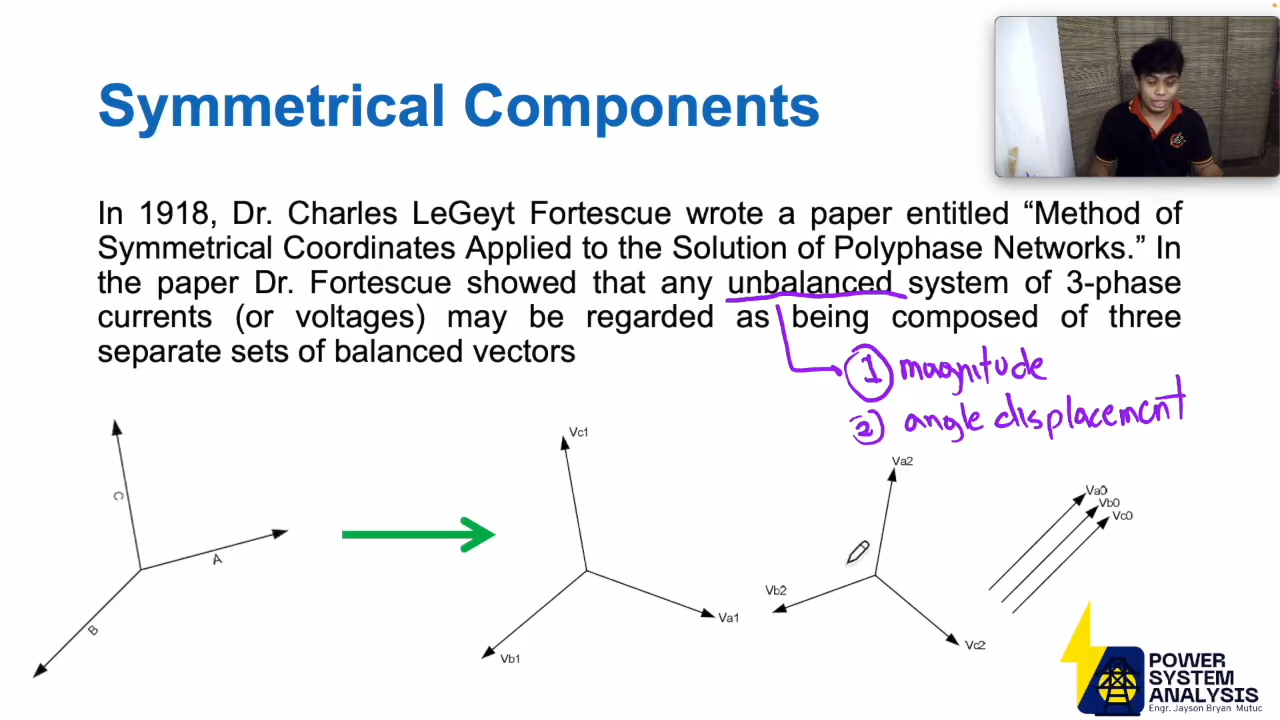 Symmetrical Components
In 1918, Dr. Charles LeGeyt Fortescue wrote a paper entitled “Method of
Symmetrical Coordinates Applied to the Solution of Polyphase Networks.” In
the paper Dr. Fortescue showed that any unbalanced system of 3-phase
currents (or voltages) may be regarded as being composed of three
separate sets of balanced vectors
1 magnitude
2 angle displacement
C
A
B
Vc1
Va1
Vb1
Va2
Vb2
Vc2
Va0
Vb0
Vc0
POWER
SYSTEM
ANALYSIS
Engr. Jayson Bryan Mutuc